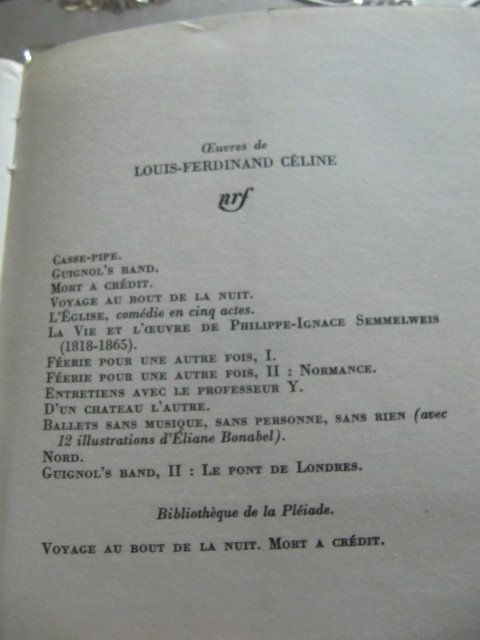 Œuvres de
LOUIS-FERDINAND CÉLINE
nrf
CASSE-PIPE.
GUIGNOL'S BAND.
MORT A CRÉDIT.
VOYAGE AU BOUT DE LA NUIT.
L'ÉGLISE, comédie en cinq actes.
LA VIE ET L'ŒUVRE DE PHILIPPE-IGNACE SEMMELWEIS
(1818-1865).
FÉERIE POUR UNE AUTRE FOIS, I.
FÉERIE POUR UNE AUTRE FOIS, II : NORMANCE.
ENTRETIENS AVEC LE PROFESSEUR Y.
D'UN CHATEAU L'AUTRE.
BALLETS SANS MUSIQUE, SANS PERSONNE, SANS RIEN (avec
12 illustrations d'Éliane Bonabel).
NORD.
GUIGNOL'S BAND, II : LE PONT DE LONDRES.
Bibliothèque de la Pléiade.
VOYAGE AU BOUT DE LA NUIT. MORT A CRÉDIT.